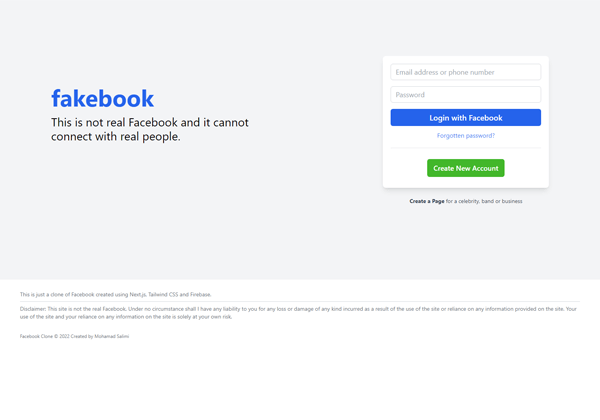 fakebook
This is not real Facebook and it cannot
connect with real people.
Email address or phone number
Password
Login with Facebook
Forgotten password?
Create New Account
Create a Page for a celebrity, band or business
This is just a clone of Facebook created using Next.js, Tailwind CSS and Firebase.
Disclaimer: This site is not the real Facebook. Under no circumstance shall I have any liability to you for any loss or damage of any kind incurred as a result of the use of the site or reliance on any information provided on the site. Your
use of the site and your reliance on any information on the site is solely at your own risk.
Facebook Clone © 2022 Created by Mohamad Salimi